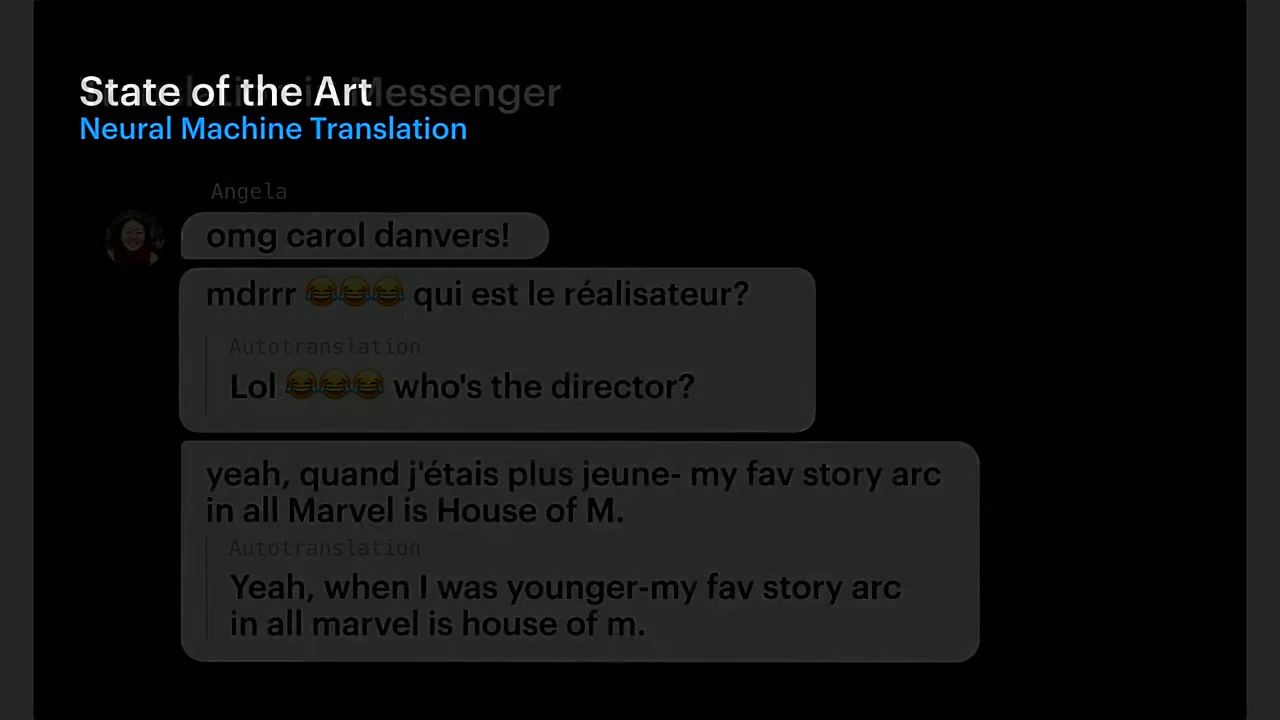 State of the Art
Messenger
Neural Machine Translation
Angela
omg carol danvers!
mdrrr 😂😂😂 qui est le réalisateur?
Autotranslation
Lol 😂😂😂 who's the director?
yeah, quand j'étais plus jeune- my fav story arc
in all Marvel is House of M.
Autotranslation
Yeah, when I was younger-my fav story arc
in all marvel is house of m.